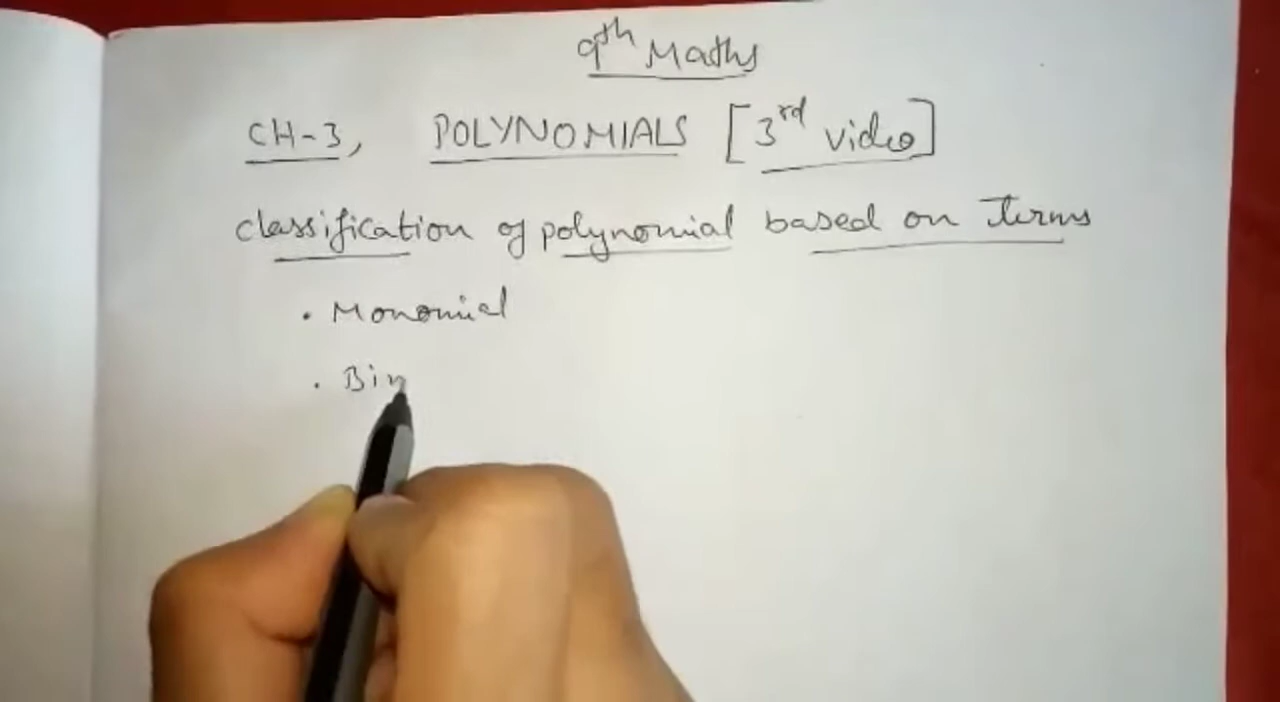 9th Maths
CH-3, POLYNOMIALS [3rd video]
classification of polynomial based on Terms
• Monomial
• Bin